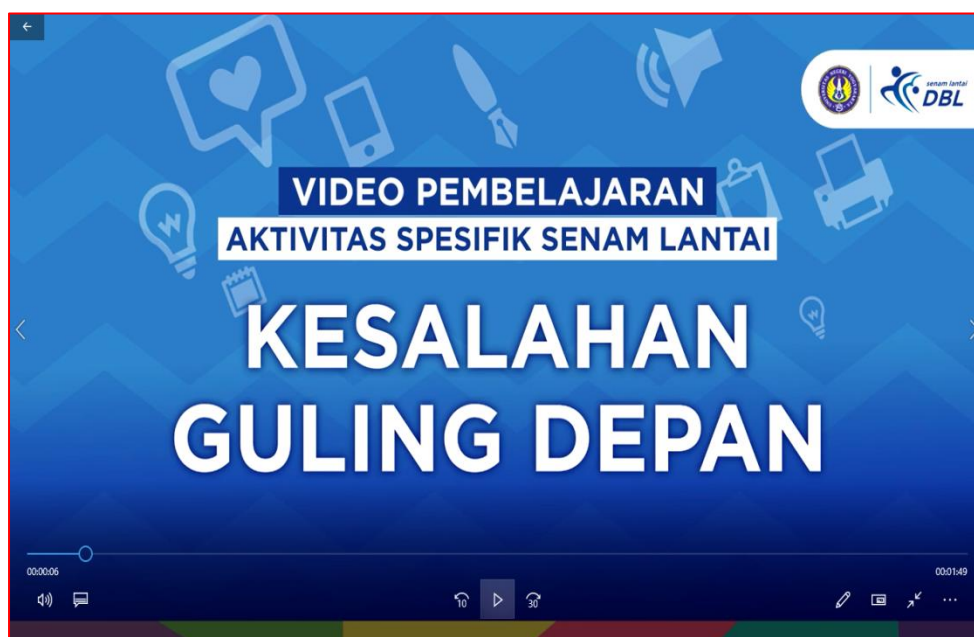 senam lantai
DBL
VIDEO PEMBELAJARAN
AKTIVITAS SPESIFIK SENAM LANTAI
KESALAHAN
GULING DEPAN
00:00:06
00:01:49
10
30